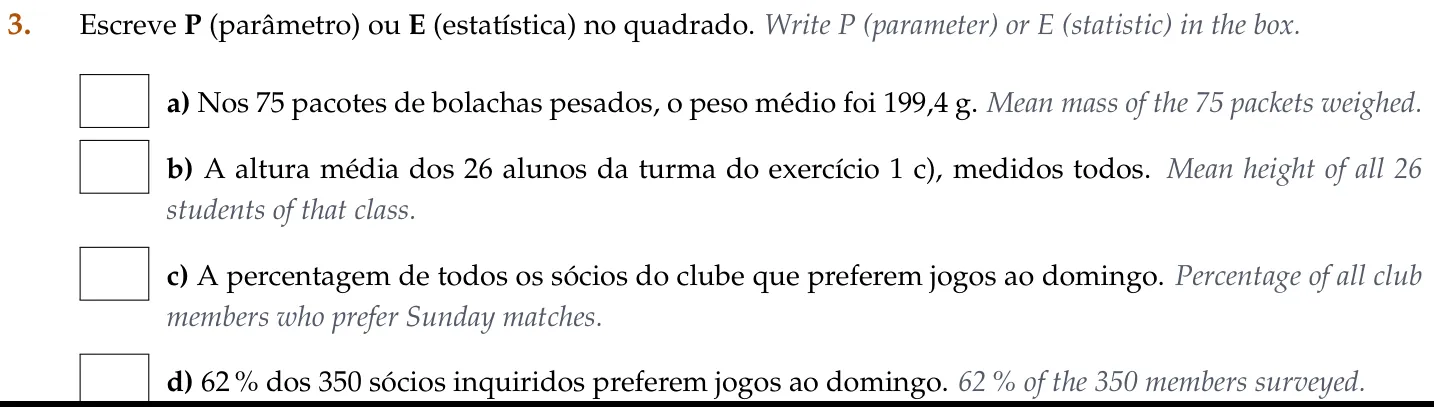 3. Escreve P (parâmetro) ou E (estatística) no quadrado. Write P (parameter) or E (statistic) in the box.
a) Nos 75 pacotes de bolachas pesados, o peso médio foi 199,4 g. Mean mass of the 75 packets weighed.
b) A altura média dos 26 alunos da turma do exercício 1 c), medidos todos. Mean height of all 26
students of that class.
c) A percentagem de todos os sócios do clube que preferem jogos ao domingo. Percentage of all club
members who prefer Sunday matches.
d) 62 % dos 350 sócios inquiridos preferem jogos ao domingo. 62 % of the 350 members surveyed.